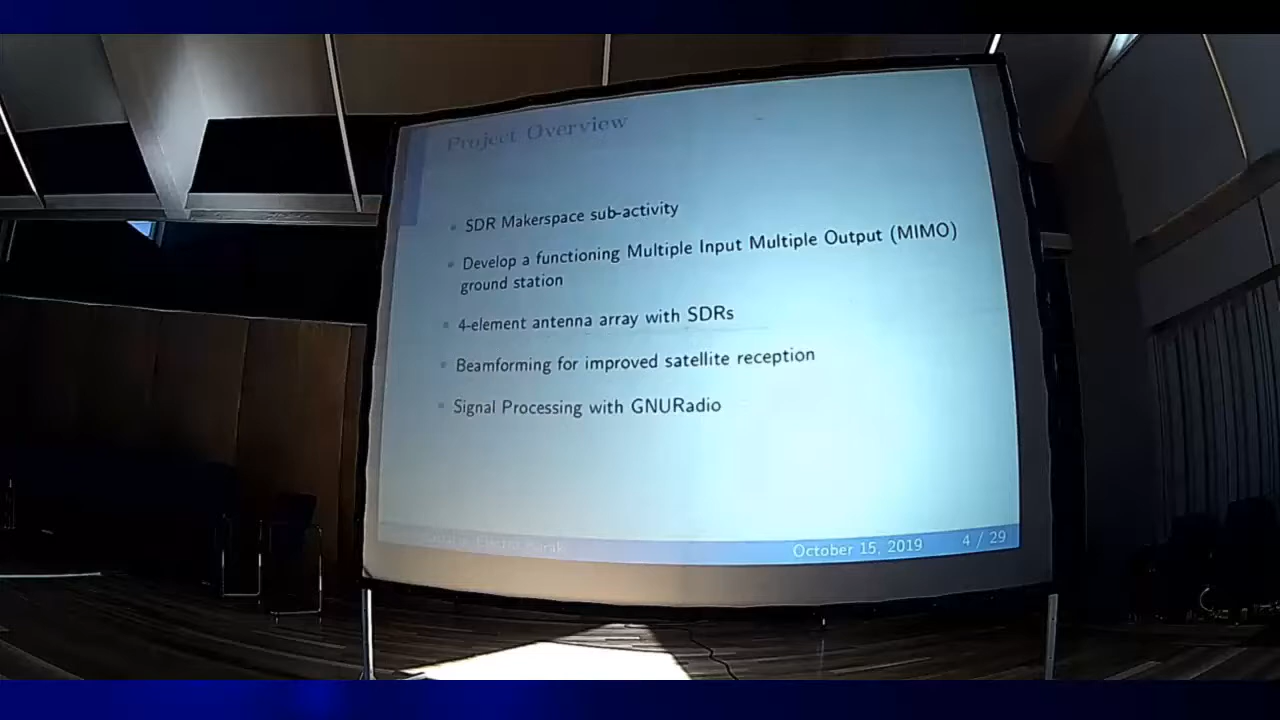 Project Overview
SDR Makerspace sub-activity
Develop a functioning Multiple Input Multiple Output (MIMO)
ground station
4-element antenna array with SDRs
Beamforming for improved satellite reception
Signal Processing with GNURadio
October 15, 2019 4 / 29